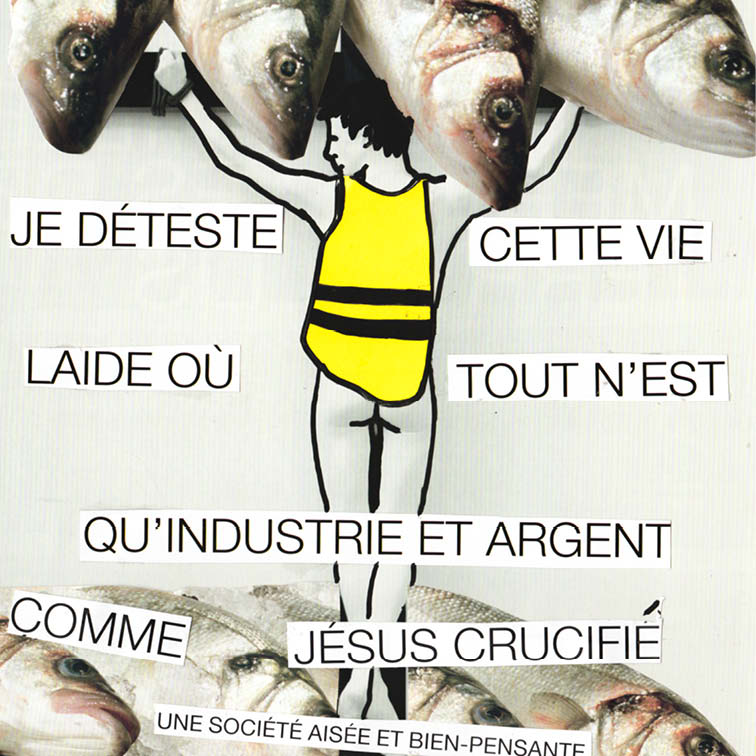 JE DÉTESTE CETTE VIE
LAIDE OÙ TOUT N'EST
QU'INDUSTRIE ET ARGENT
COMME JÉSUS CRUCIFIÉ
UNE SOCIÉTÉ AISÉE ET BIEN-PENSANTE